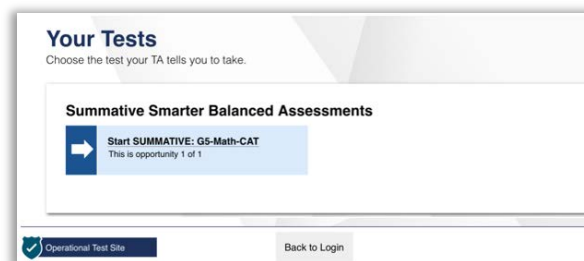 Your Tests
Choose the test your TA tells you to take.
Summative Smarter Balanced Assessments
Start SUMMATIVE: G5-Math-CAT
This is opportunity 1 of 1
Operational Test Site
Back to Login